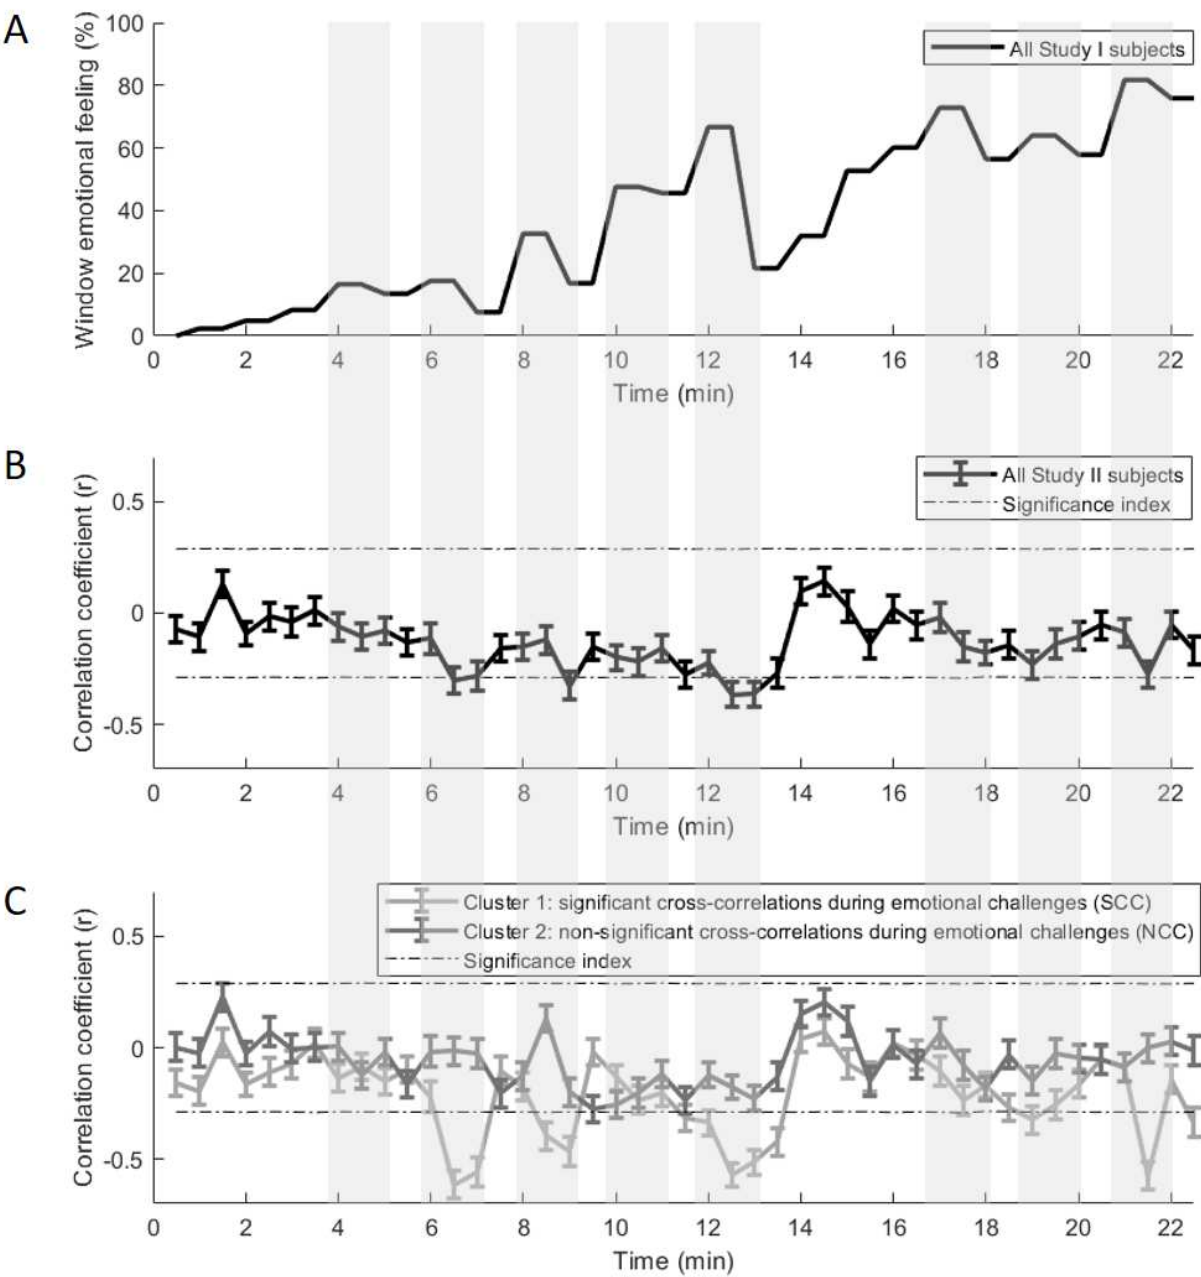 A
Window emotional feeling (%)
100
80
60
40
20
0
All Study I subjects
0 2 4 6 8 10 12 14 16 18 20 22
Time (min)
B
Correlation coefficient (r)
0.5
0
-0.5
All Study II subjects
Significance index
0 2 4 6 8 10 12 14 16 18 20 22
Time (min)
C
Correlation coefficient (r)
0.5
0
-0.5
Cluster 1: significant cross-correlations during emotional challenges (SCC)
Cluster 2: non-significant cross-correlations during emotional challenges (NCC)
Significance index
0 2 4 6 8 10 12 14 16 18 20 22
Time (min)